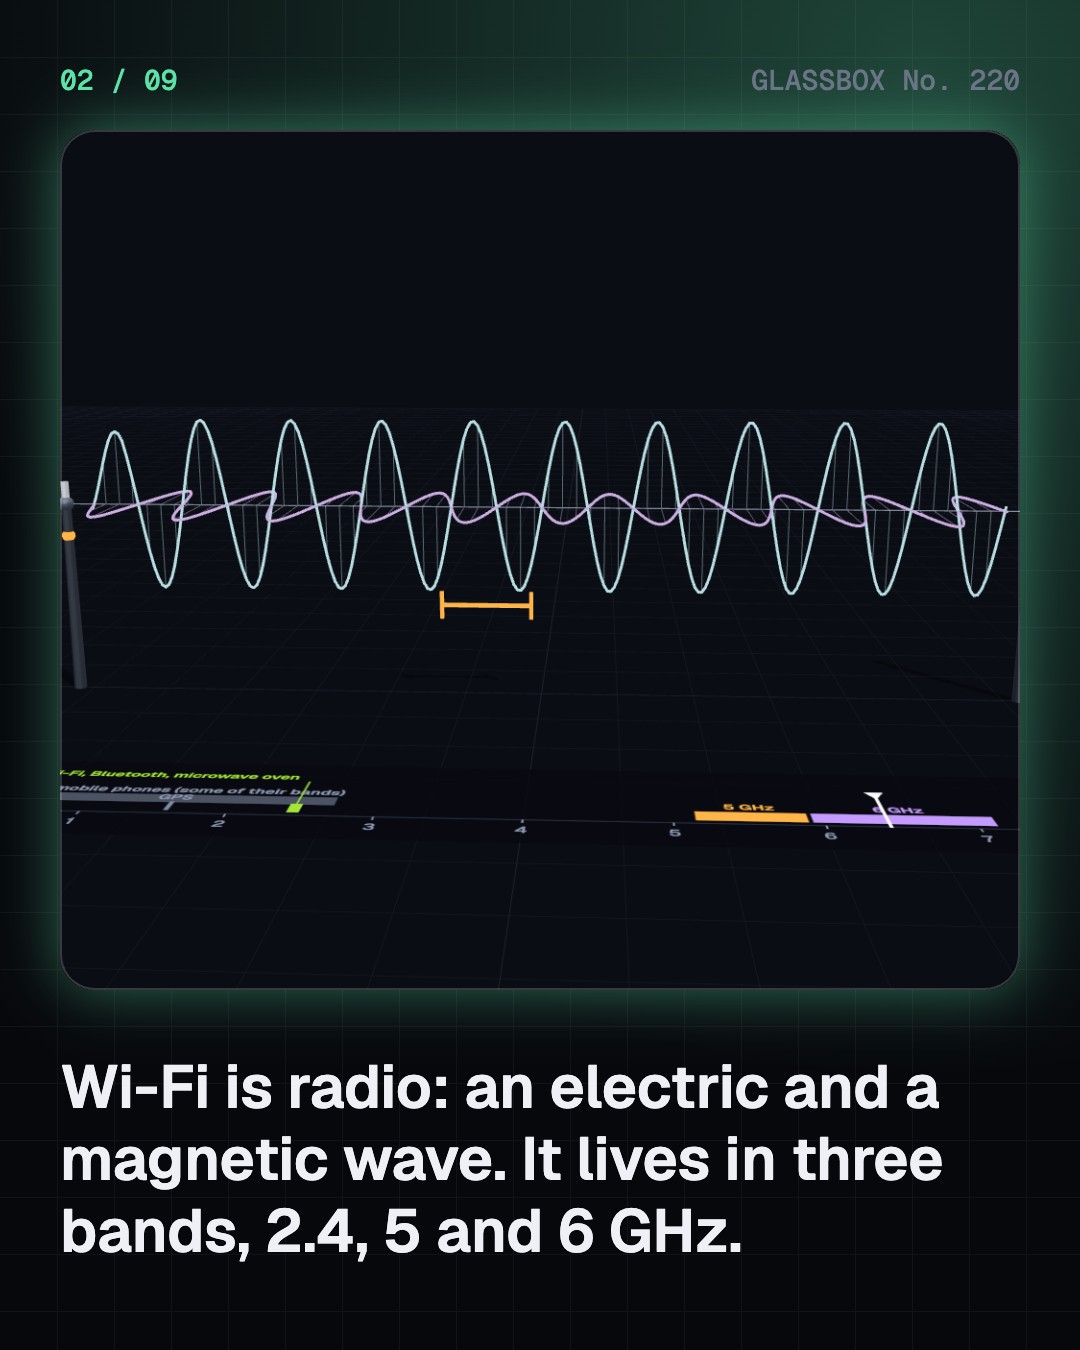 02 / 09
GLASSBOX No. 220
-Fi, Bluetooth, microwave oven
mobile phones (some of their bands)
GPS
5 GHz
GHz
1 2 3 4 5 6 7
Wi-Fi is radio: an electric and a
magnetic wave. It lives in three
bands, 2.4, 5 and 6 GHz.